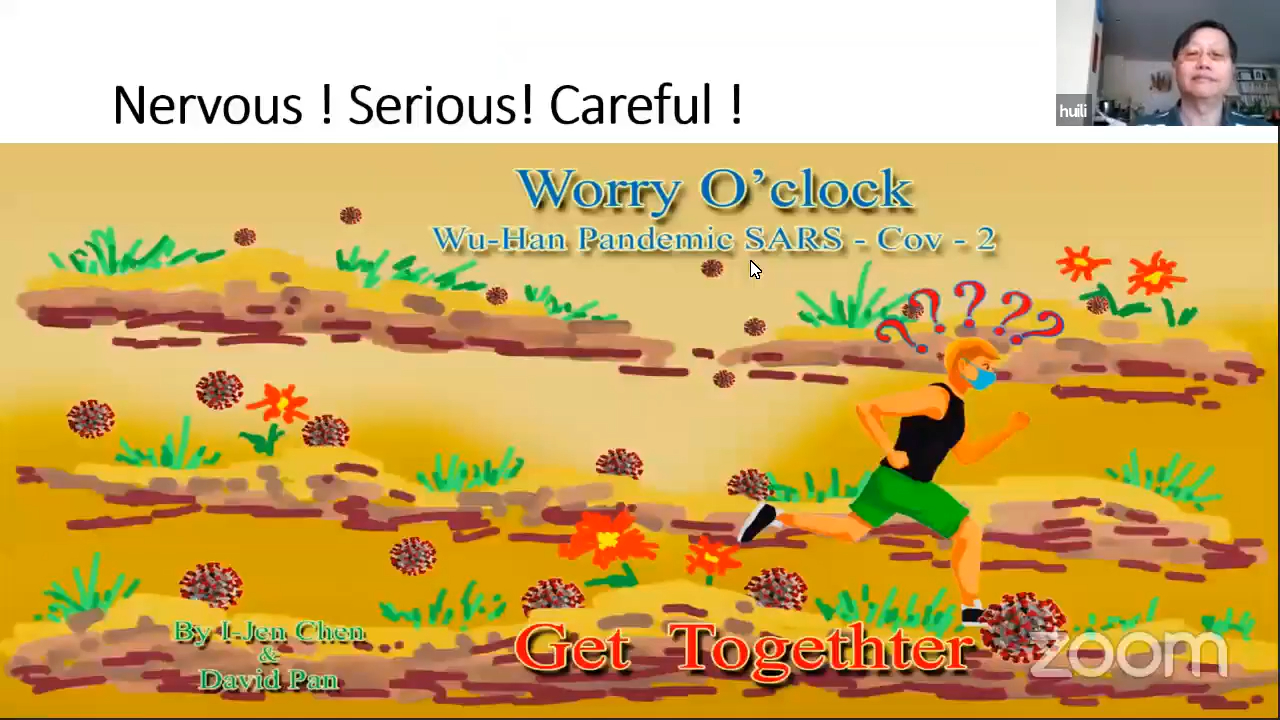 Nervous ! Serious! Careful !
huili
Worry O’clock
Wu-Han Pandemic SARS - Cov - 2
?????
By I-Jen Chen
&
David Pan
Get Togethter
zoom